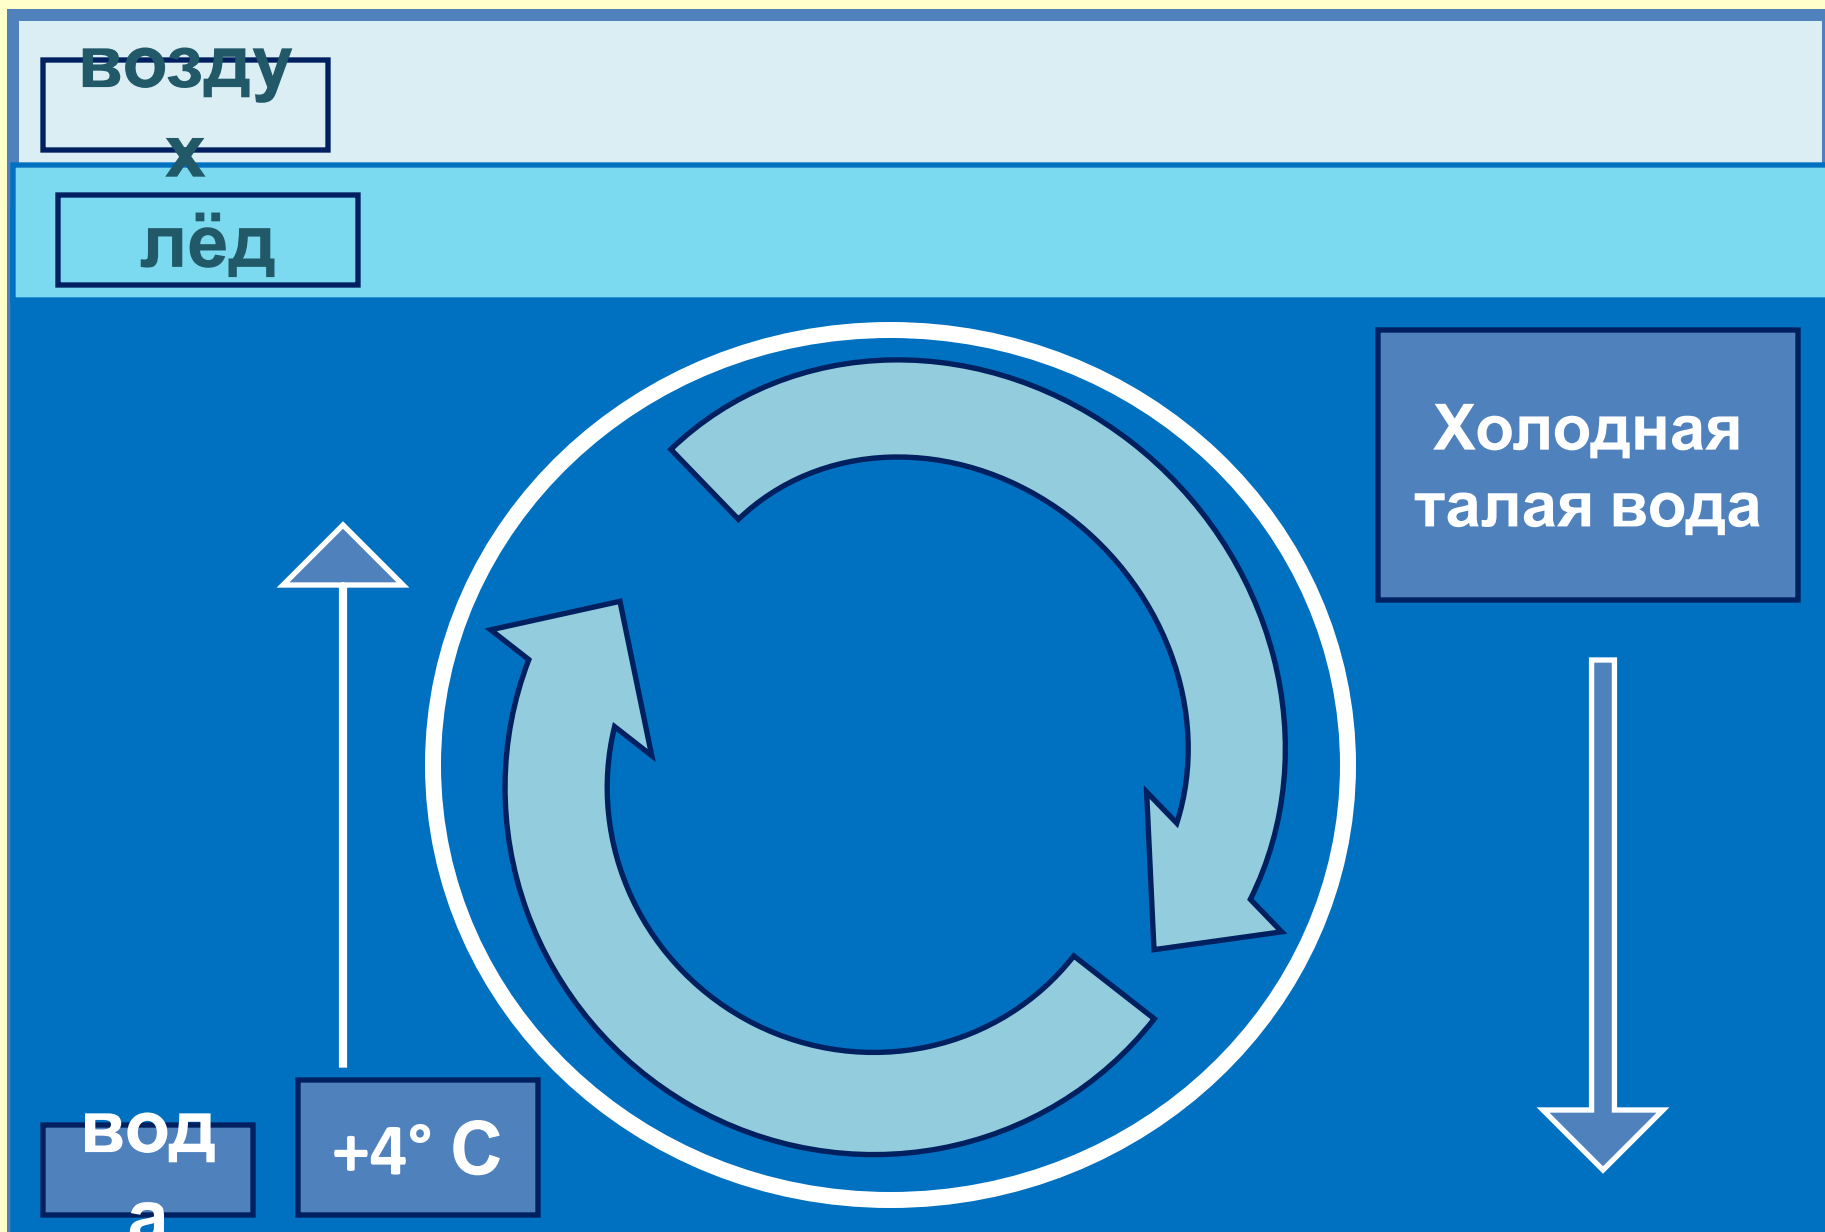 возду
х
лёд
Холодная
талая вода
+4° С
вод
а